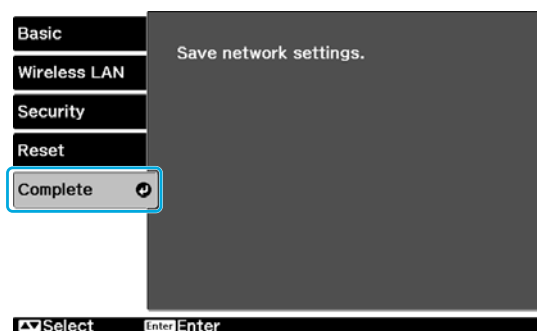 Basic
Save network settings.
Wireless LAN
Security
Reset
Complete
Select Enter Enter